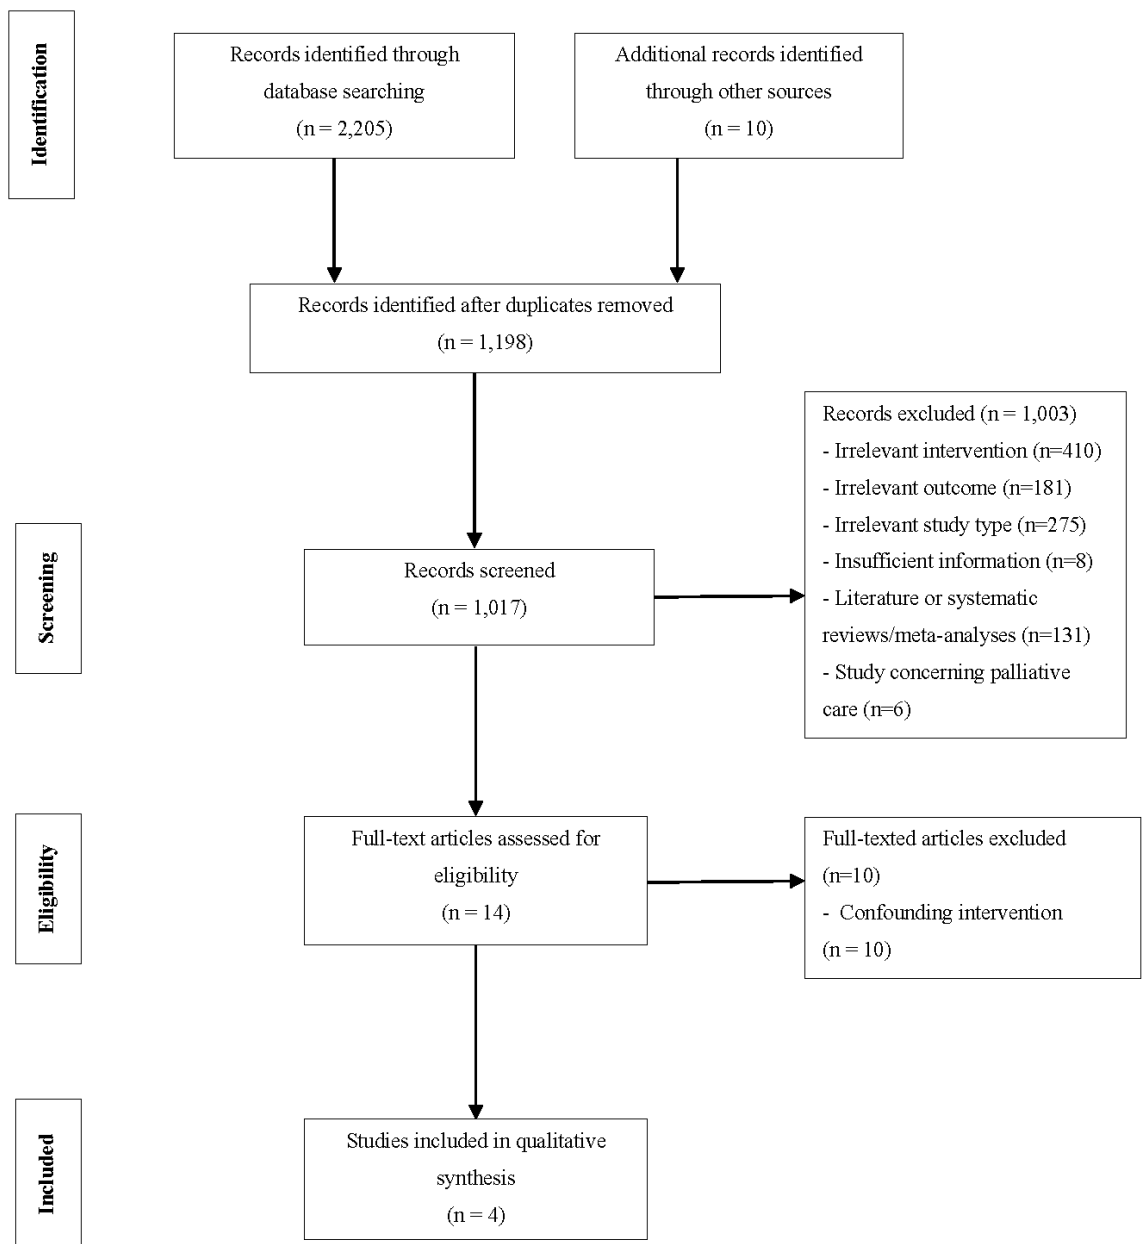 Identification
Records identified through
database searching
(n = 2,205)
Additional records identified
through other sources
(n = 10)
Records identified after duplicates removed
(n = 1,198)
Screening
Records screened
(n = 1,017)
Records excluded (n = 1,003)
- Irrelevant intervention (n=410)
- Irrelevant outcome (n=181)
- Irrelevant study type (n=275)
- Insufficient information (n=8)
- Literature or systematic
reviews/meta-analyses (n=131)
- Study concerning palliative
care (n=6)
Eligibility
Full-text articles assessed for
eligibility
(n = 14)
Full-texted articles excluded
(n=10)
- Confounding intervention
(n = 10)
Included
Studies included in qualitative
synthesis
(n = 4)